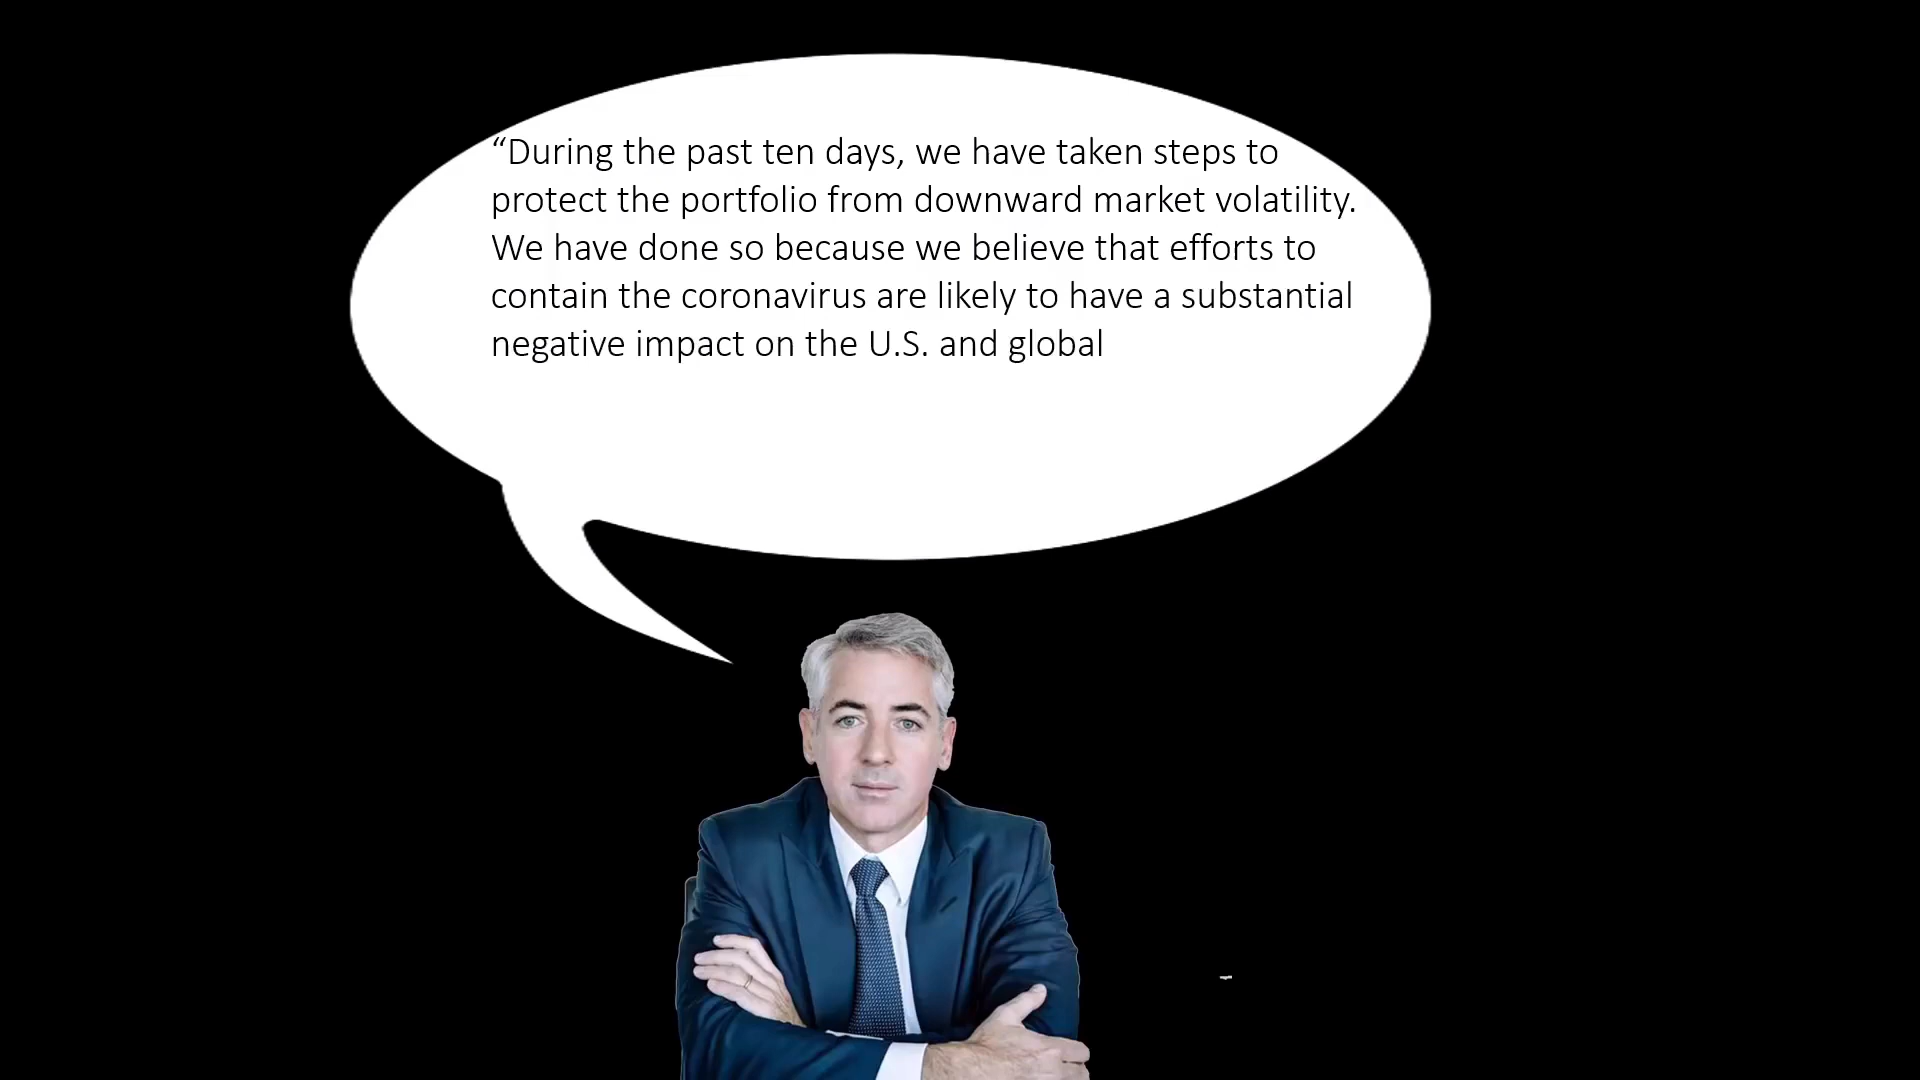 “During the past ten days, we have taken steps to
protect the portfolio from downward market volatility.
We have done so because we believe that efforts to
contain the coronavirus are likely to have a substantial
negative impact on the U.S. and global